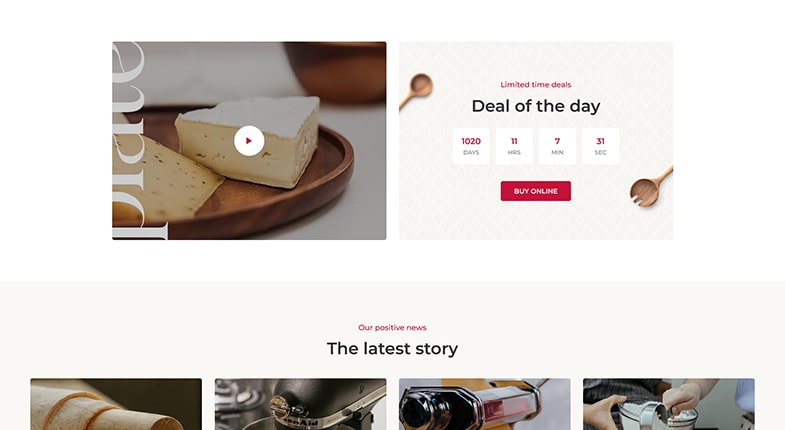 plate
Limited time deals
Deal of the day
1020 11 7 31
DAYS HRS MIN SEC
BUY ONLINE
Our positive news
The latest story